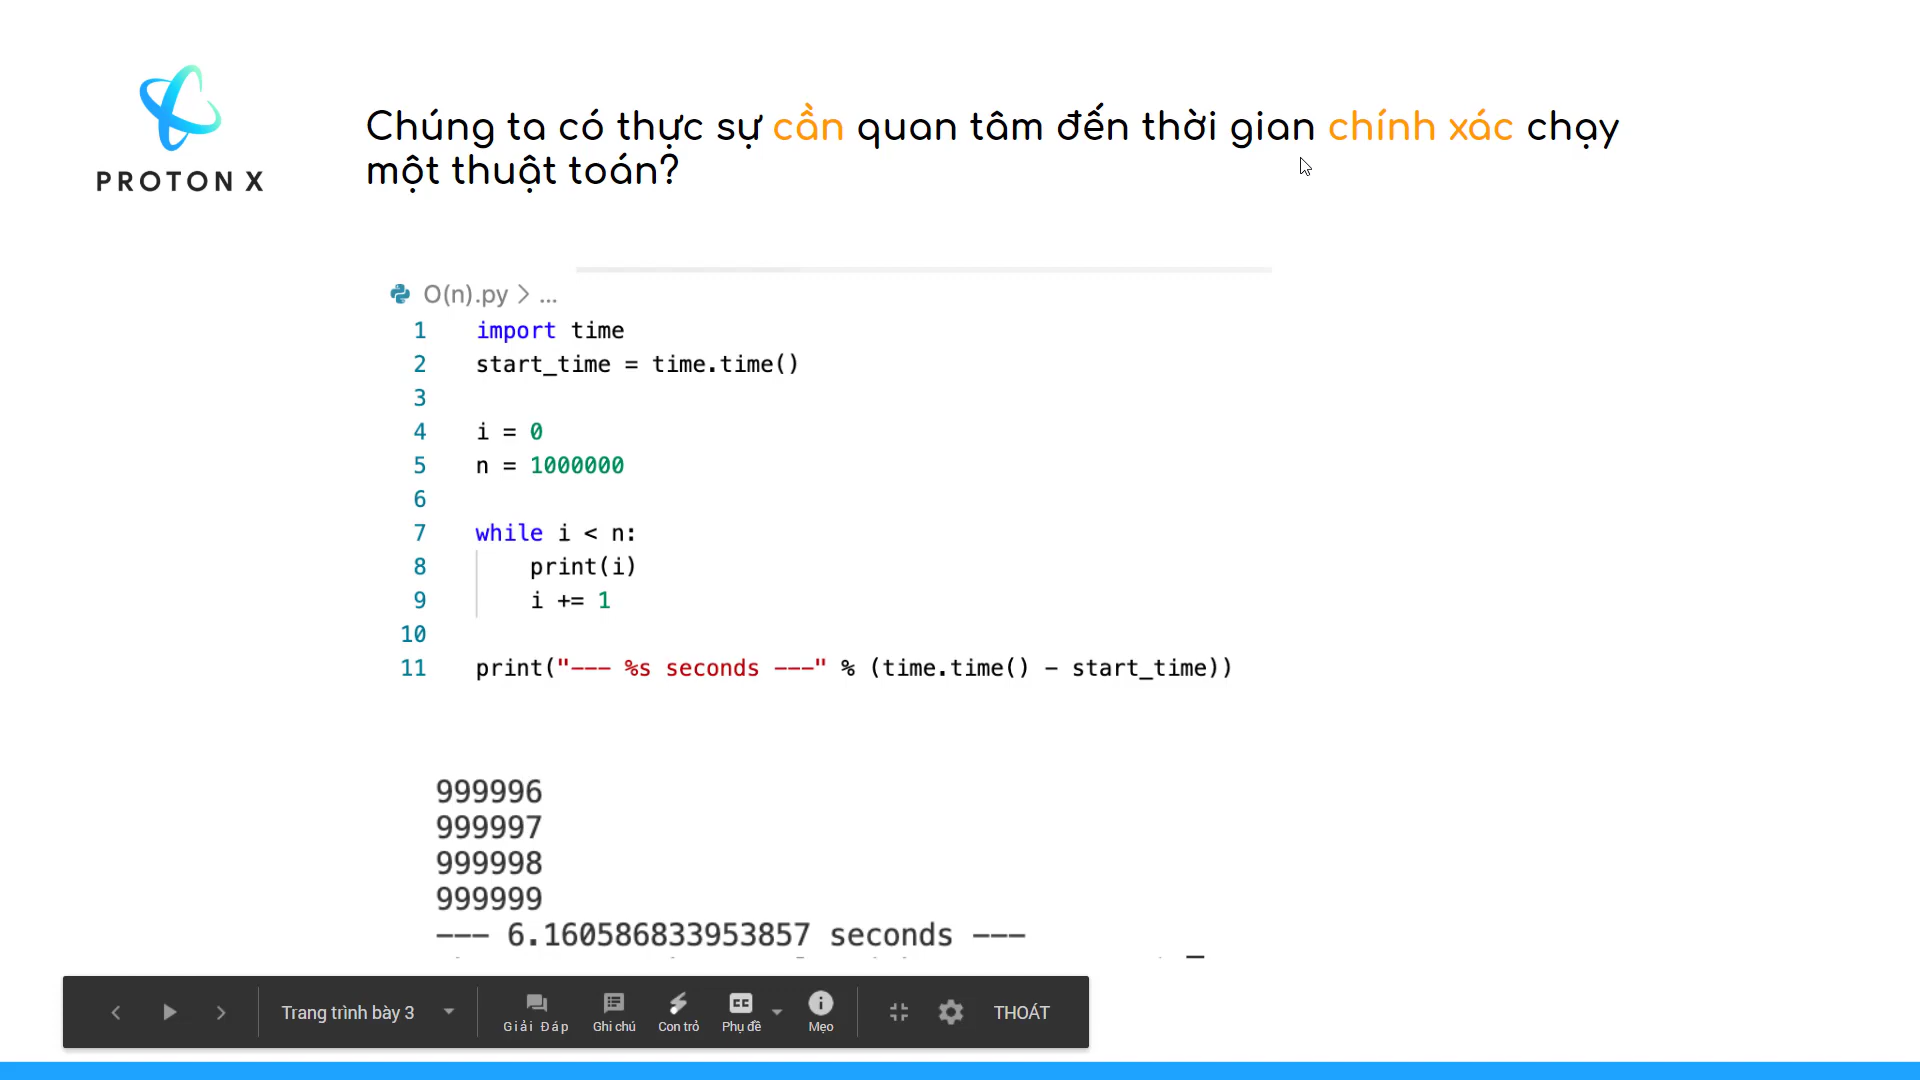 PROTON X
Chúng ta có thực sự cần quan tâm đến thời gian chính xác chạy
một thuật toán?
O(n).py > ...
1 import time
2 start_time = time.time()
3
4 i = 0
5 n = 1000000
6
7 while i < n:
8 print(i)
9 i += 1
10
11 print("--- %s seconds ---" % (time.time() - start_time))
999996
999997
999998
999999
--- 6.160586833953857 seconds ---
Trang trình bày 3
Giải Đáp
Ghi chú
Con trỏ
Phụ đề
Mẹo
THOÁT